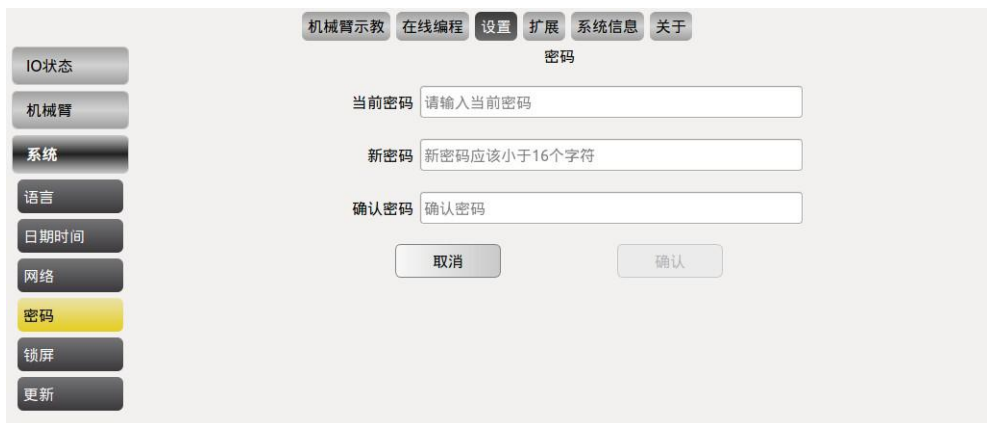 机械臂示教 在线编程 设置 扩展 系统信息 关于
密码
IO状态
机械臂
系统
语言
日期时间
网络
密码
锁屏
更新
当前密码 请输入当前密码
新密码 新密码应该小于16个字符
确认密码 确认密码
取消 确认